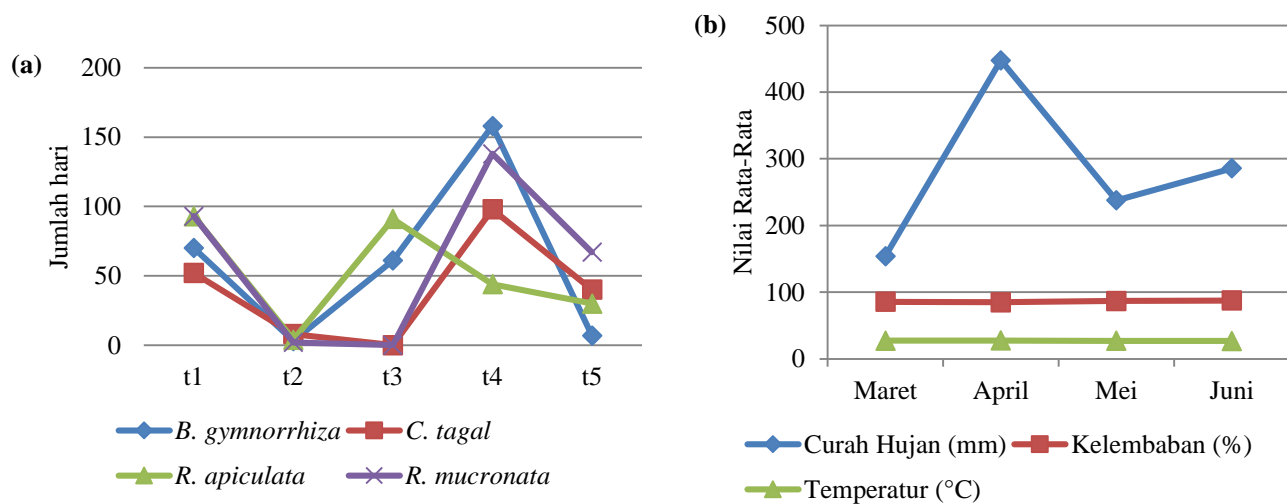 (a)
200
150
100
50
0
Jumlah hari
t1 t2 t3 t4 t5
B. gymnorrhiza C. tagal
R. apiculata R. mucronata
(b)
500
400
300
200
100
0
Nilai Rata-Rata
Maret April Mei Juni
Curah Hujan (mm) Kelembaban (%)
Temperatur (°C)